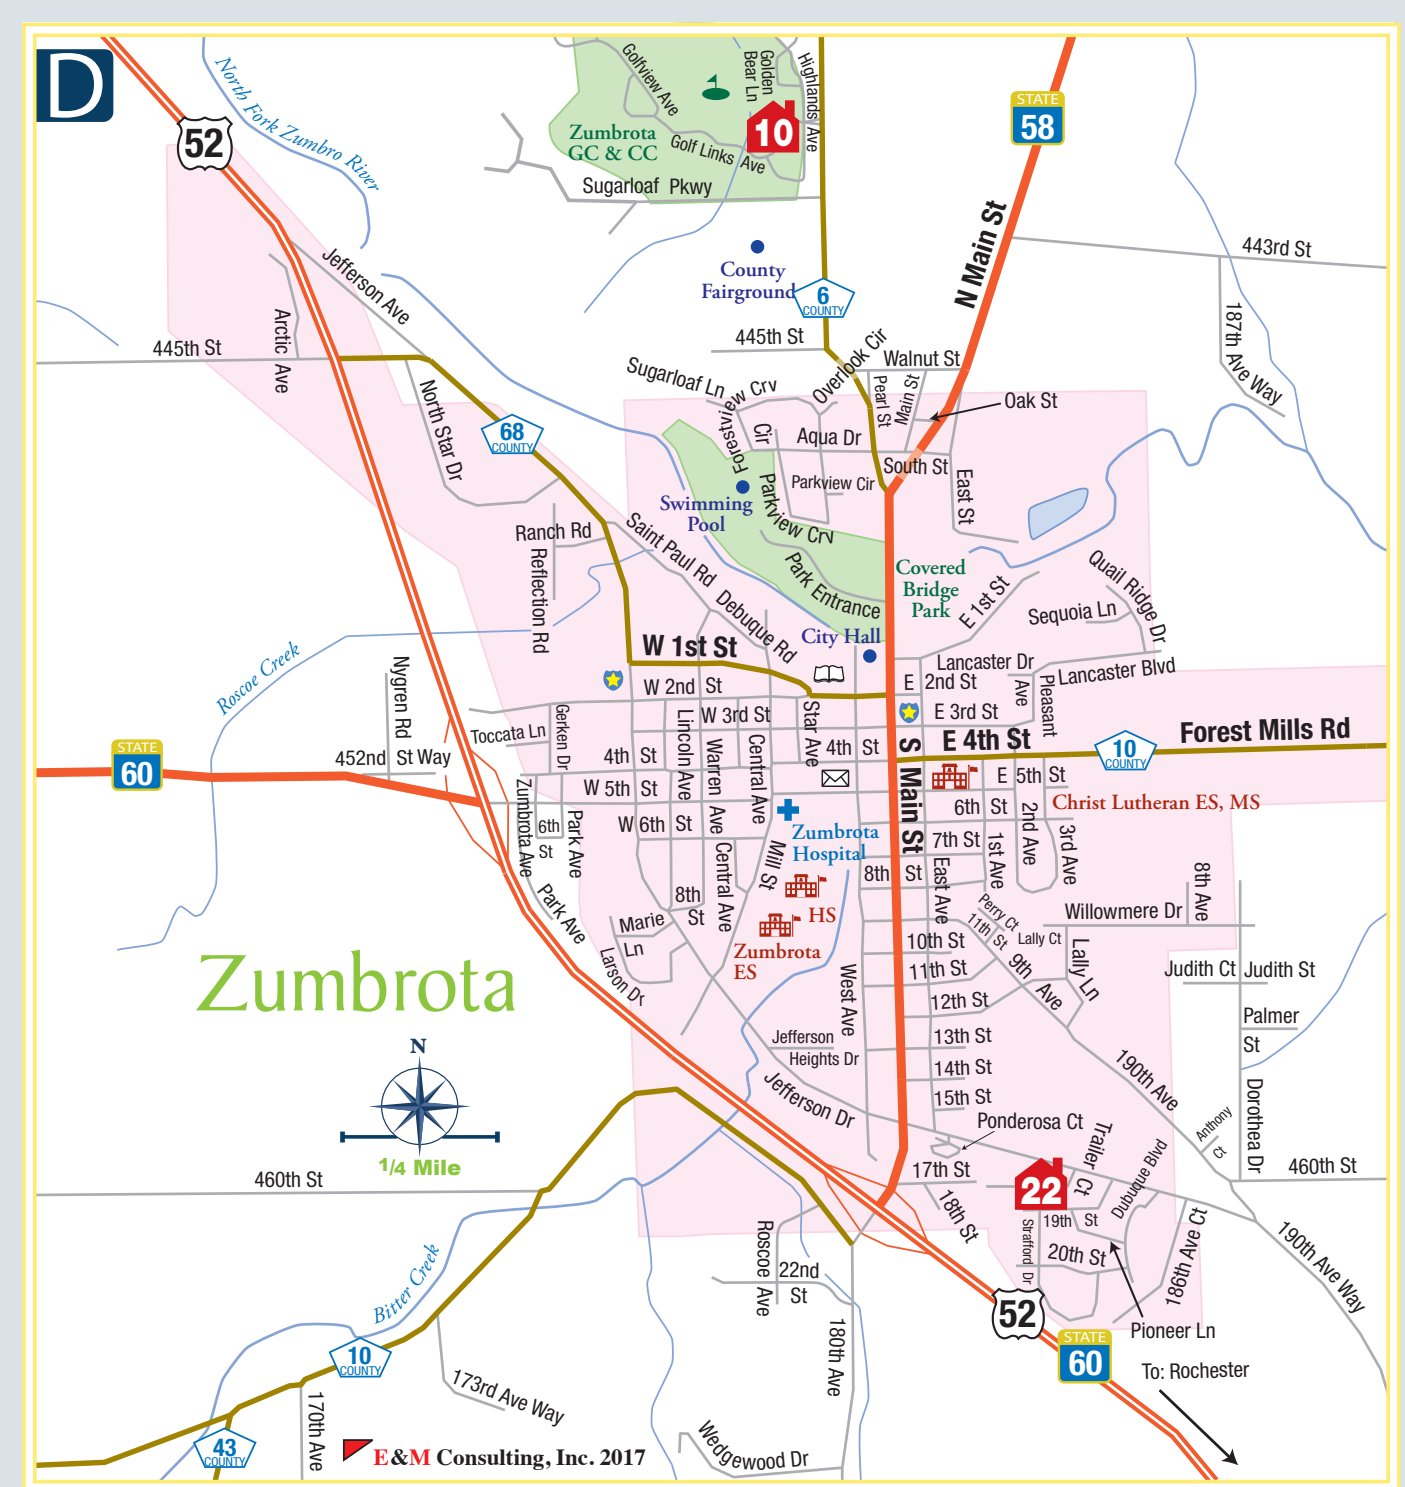 D
52
North Fork Zumbro River
Golfview Ave
Golden
Bear Ln
Highlands Ave
10
Zumbrota
GC & CC
Golf Links Ave
Sugarloaf Pkwy
STATE
58
N Main St
443rd St
187th Ave Way
County
Fairground
6
COUNTY
Jefferson Ave
Arctic Ave
445th St
445th St
Overlook Cir
Walnut St
Sugarloaf Ln
Forestview Crv
Cir
Pearl St
Main St
Oak St
Aqua Dr
North Star Dr
68
COUNTY
South St
Parkview Cir
East St
Swimming
Pool
Parkview Crv
Ranch Rd
Reflection Rd
Saint Paul Rd
Park Entrance
Covered
Bridge
Park
E 1st St
Quail Ridge Dr
Sequoia Ln
Debuque Rd
City Hall
W 1st St
Lancaster Dr
Lancaster Blvd
Roscoe Creek
Nygren Rd
W 2nd St
E 2nd St
Ave
Pleasant
Gerken Dr
Toccata Ln
W 3rd St
Lincoln Ave
Warren Ave
Central Ave
Star Ave
E 3rd St
S Main St
E 4th St
10
COUNTY
Forest Mills Rd
STATE
60
452nd St Way
4th St
4th St
W 5th St
E 5th St
Christ Lutheran ES, MS
Zumbrota Ave
6th
St
Park Ave
W 6th St
6th St
2nd Ave
3rd Ave
Zumbrota
Hospital
7th St
1st Ave
Mill St
Central Ave
8th St
East Ave
8th Ave
HS
8th
St
Park Ave
Marie
Ln
Perry Ct
11th St
Willowmere Dr
Lally Ct
Lally Ln
Zumbrota
ES
10th St
9th Ave
Larson Dr
West Ave
11th St
Judith Ct
Judith St
Zumbrota
12th St
Palmer
St
N
Jefferson
Heights Dr
13th St
14th St
15th St
190th Ave
Dorothea Dr
Jefferson Dr
Ponderosa Ct
Anthony
Ct
1/4 Mile
460th St
17th St
18th St
22
Trailer Ct
Dubuque Blvd
460th St
19th St
Strafford Dr
20th St
186th Ave Ct
190th Ave Way
Roscoe Ave
22nd
St
Bitter Creek
52
Pioneer Ln
STATE
60
To: Rochester
180th Ave
10
COUNTY
173rd Ave Way
170th Ave
43
COUNTY
Wedgewood Dr
E&M Consulting, Inc. 2017